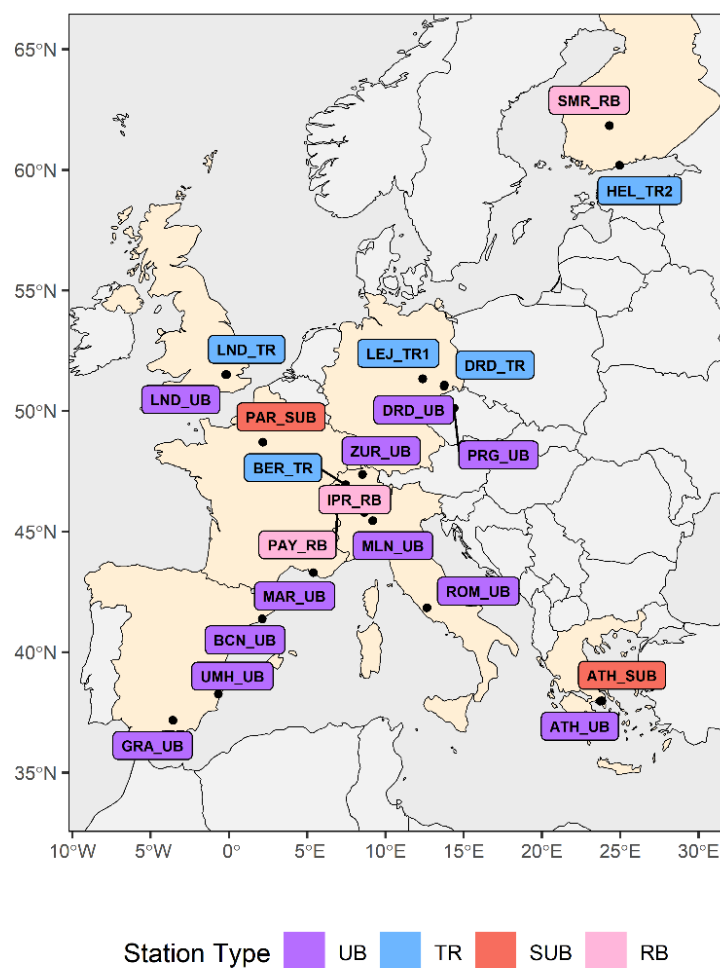 65°N
60°N
55°N
50°N
45°N
40°N
35°N
SMR_RB
HEL_TR2
LND_TR
LEJ_TR1
DRD_TR
LND_UB
PAR_SUB
DRD_UB
ZUR_UB
PRG_UB
BER_TR
IPR_RB
PAY_RB
MLN_UB
MAR_UB
ROM_UB
BCN_UB
UMH_UB
ATH_SUB
GRA_UB
ATH_UB
10°W 5°W 0° 5°E 10°E 15°E 20°E 25°E 30°E
Station Type UB TR SUB RB